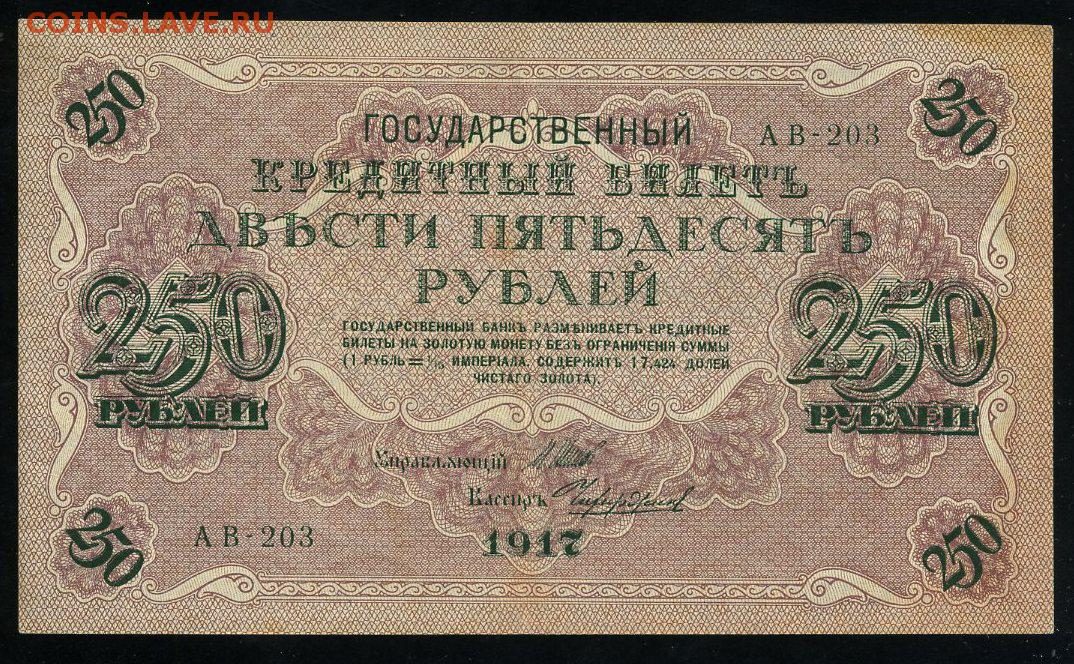 COINS.LAVE.RU
250
250
ГОСУДАРСТВЕННЫЙ
АВ-203
КРЕДИТНЫЙ БИЛЕТЪ
ДВѢСТИ ПЯТЬДЕСЯТЪ
РУБЛЕЙ
250
РУБЛЕЙ
250
РУБЛЕЙ
ГОСУДАРСТВЕННЫЙ БАНКЪ РАЗМѢНИВАЕТЪ КРЕДИТНЫЕ
БИЛЕТЫ НА ЗОЛОТУЮ МОНЕТУ БЕЗЪ ОГРАНИЧЕНІЯ СУММЫ
(1 РУБЛЬ = 1/15 ИМПЕРІАЛА, СОДЕРЖИТЪ 17,424 ДОЛЕЙ
ЧИСТАГО ЗОЛОТА).
Управляющій
Кассиръ
АВ-203
1917
250
250